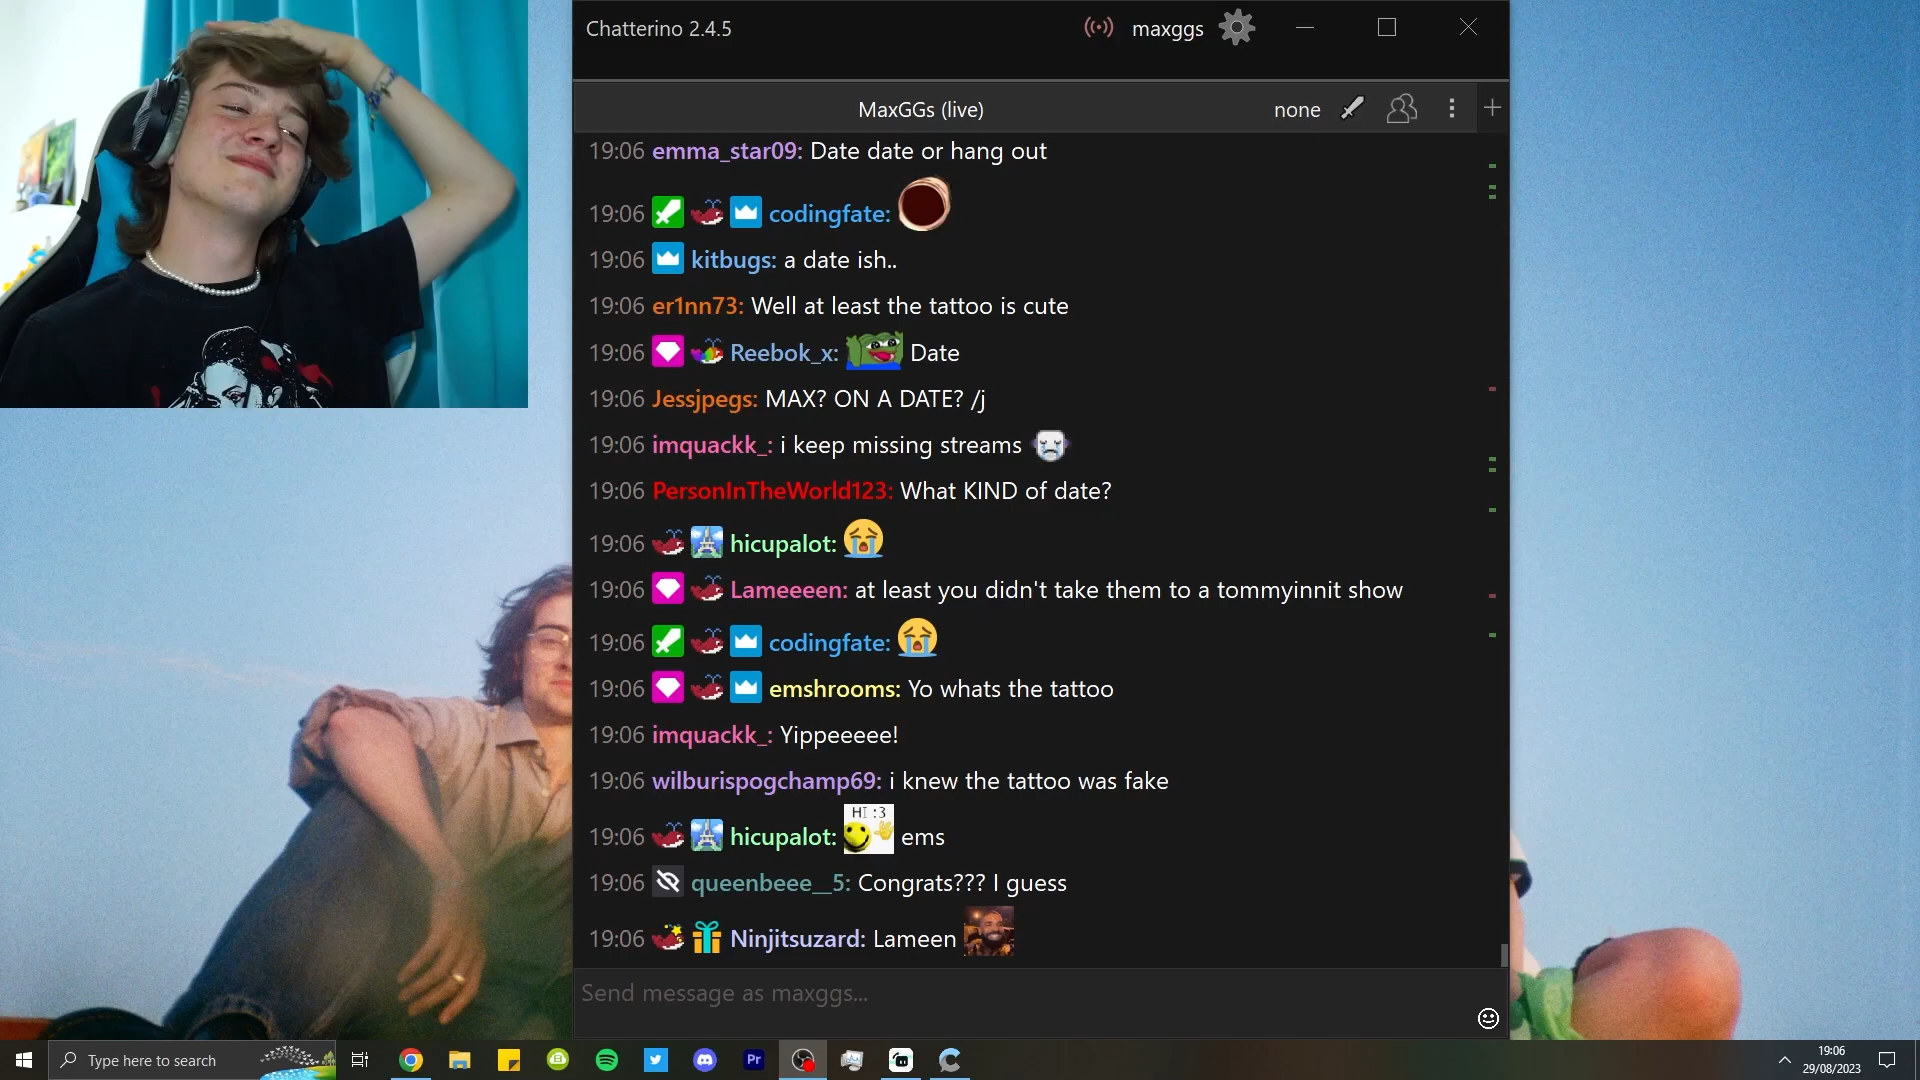 Chatterino 2.4.5
maxggs
MaxGGs (live)
none
19:06 emma_star09: Date date or hang out
19:06 codingfate:
19:06 kitbugs: a date ish..
19:06 er1nn73: Well at least the tattoo is cute
19:06 Reebok_x: Date
19:06 Jessjpegs: MAX? ON A DATE? /j
19:06 imquackk_: i keep missing streams
19:06 PersonInTheWorld123: What KIND of date?
19:06 hicupalot:
19:06 Lameeeen: at least you didn't take them to a tommyinnit show
19:06 codingfate:
19:06 emshrooms: Yo whats the tattoo
19:06 imquackk_: Yippeeeee!
19:06 wilburispogchamp69: i knew the tattoo was fake
HI :3
19:06 hicupalot: ems
19:06 queenbeee__5: Congrats??? I guess
19:06 Ninjitsuzard: Lameen
Send message as maxggs...
Type here to search
Pr
19:06
29/08/2023